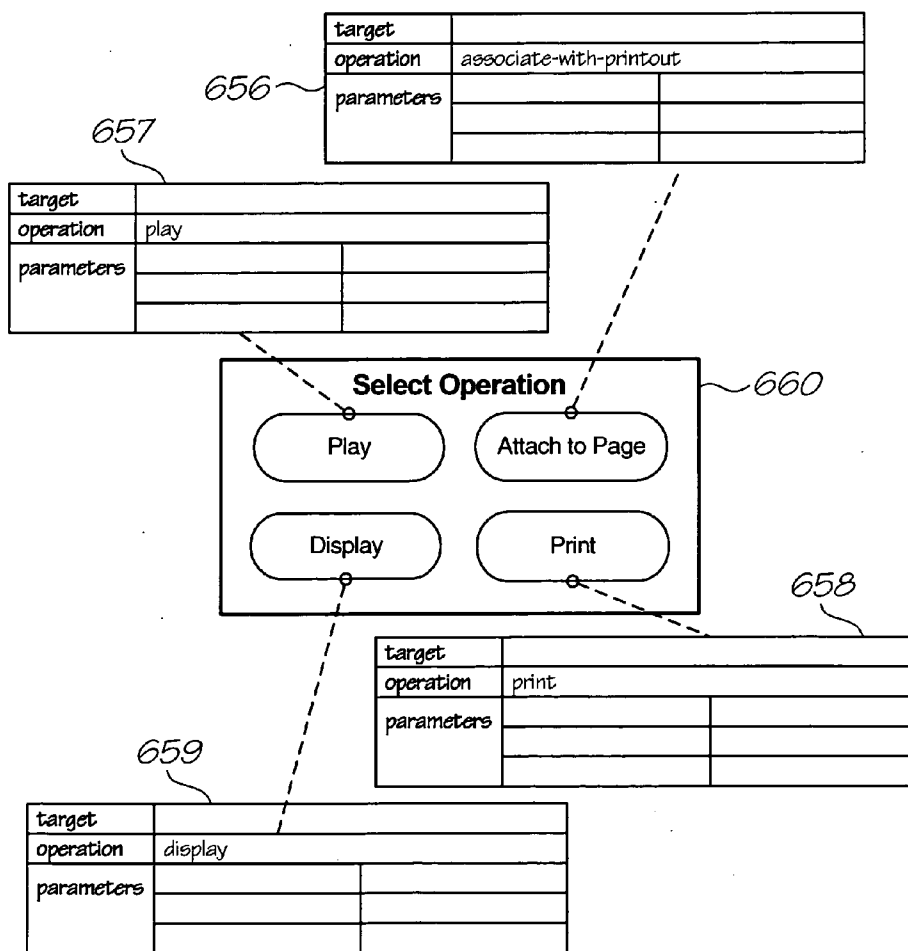 target
operation associate-with-printout
656
parameters
657
target
operation play
parameters
Select Operation
660
Play Attach to Page
Display Print
658
target
operation print
parameters
659
target
operation display
parameters